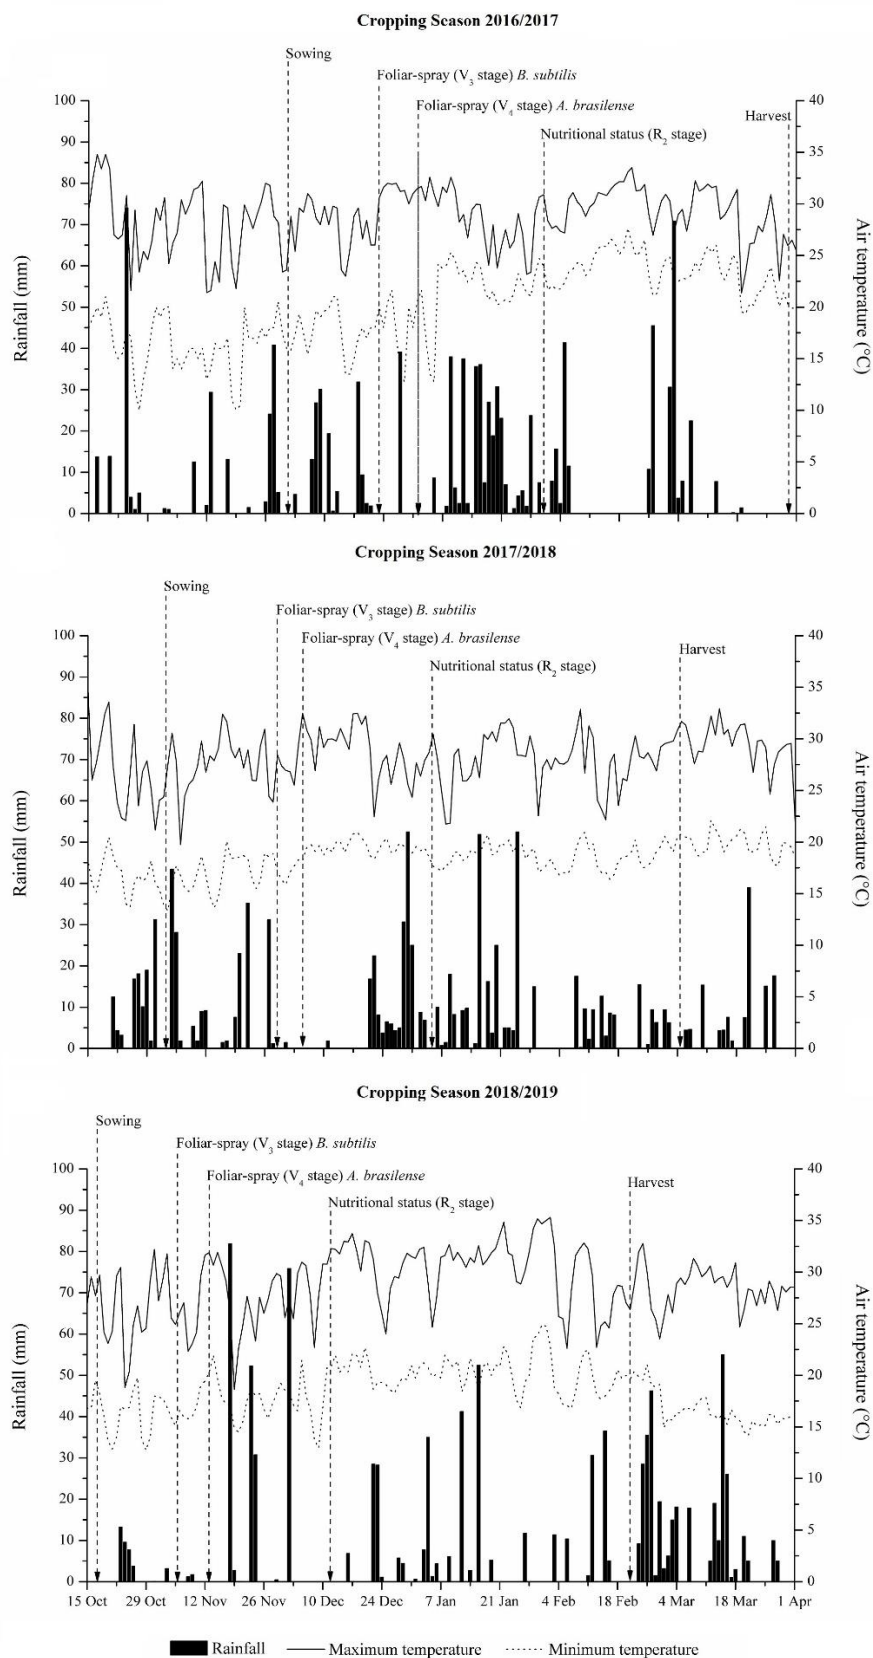 Cropping Season 2016/2017
Sowing
Foliar-spray (V3 stage) B. subtilis
Foliar-spray (V4 stage) A. brasilense
Nutritional status (R2 stage)
Harvest
100
90
80
70
60
50
40
30
20
10
0
Rainfall (mm)
40
35
30
25
20
15
10
5
0
Air temperature (°C)
Cropping Season 2017/2018
Sowing
Foliar-spray (V3 stage) B. subtilis
Foliar-spray (V4 stage) A. brasilense
Nutritional status (R2 stage)
Harvest
100
90
80
70
60
50
40
30
20
10
0
Rainfall (mm)
40
35
30
25
20
15
10
5
0
Air temperature (°C)
Cropping Season 2018/2019
Sowing
Foliar-spray (V3 stage) B. subtilis
Foliar-spray (V4 stage) A. brasilense
Nutritional status (R2 stage)
Harvest
100
90
80
70
60
50
40
30
20
10
0
Rainfall (mm)
40
35
30
25
20
15
10
5
0
Air temperature (°C)
15 Oct 29 Oct 12 Nov 26 Nov 10 Dec 24 Dec 7 Jan 21 Jan 4 Feb 18 Feb 4 Mar 18 Mar 1 Apr
Rainfall Maximum temperature Minimum temperature